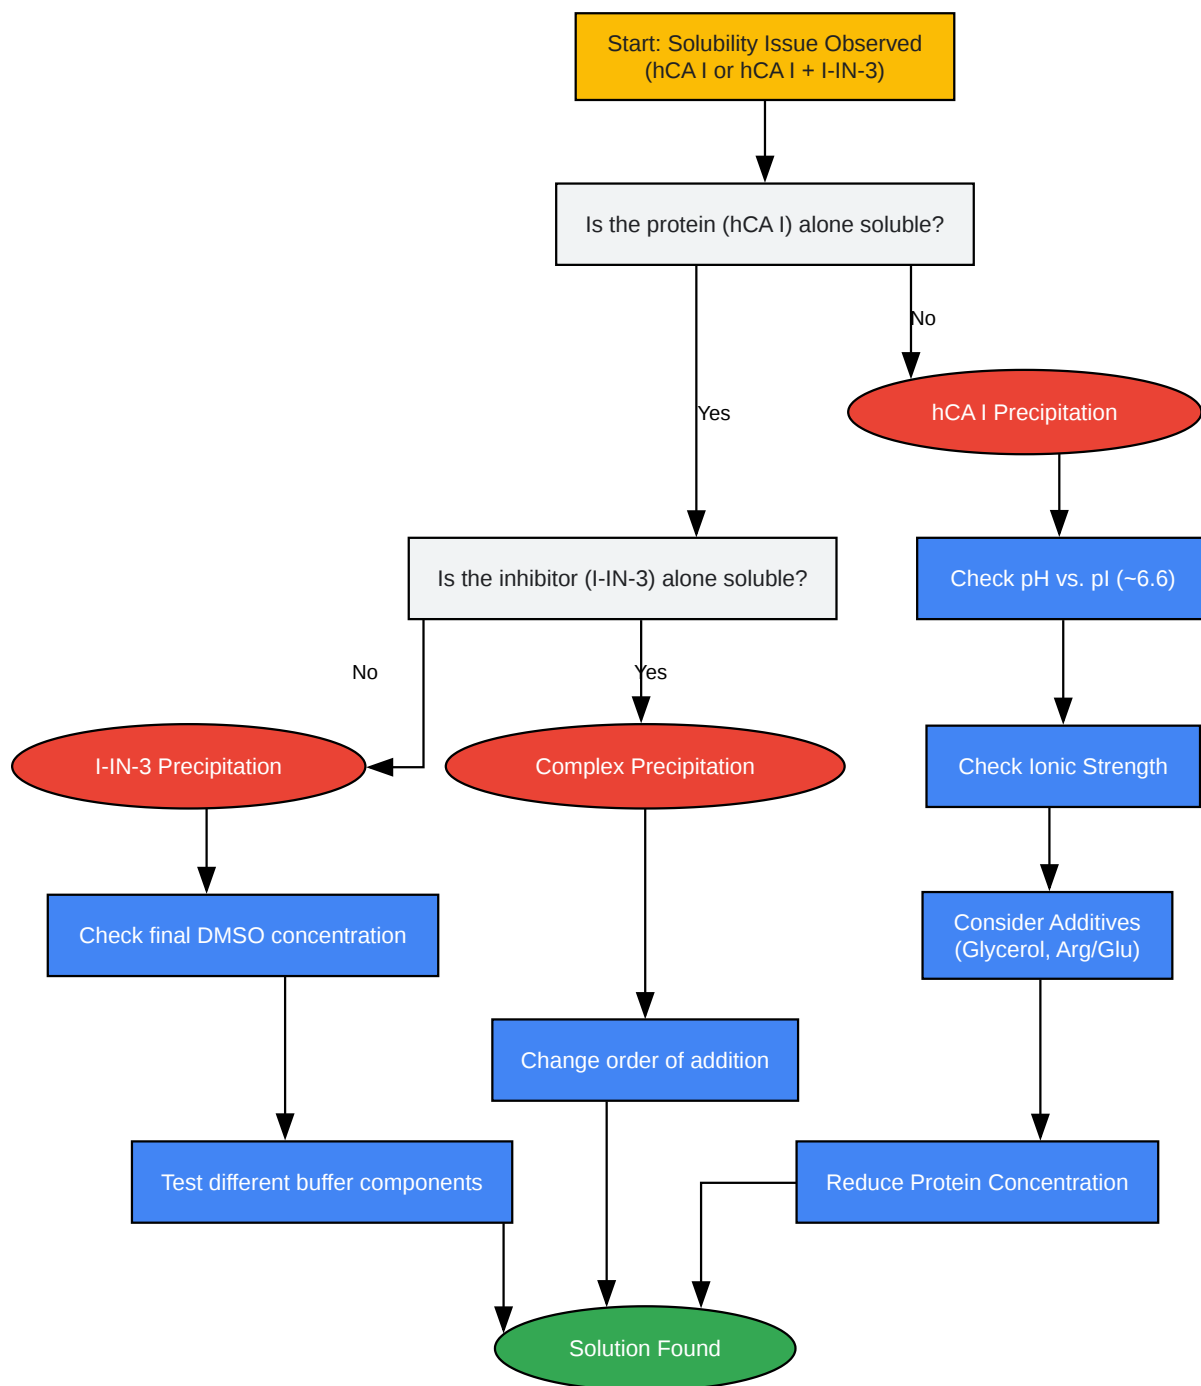 Start: Solubility Issue Observed
(hCA I or hCA I + I-IN-3)
Is the protein (hCA I) alone soluble?
No
Yes
hCA I Precipitation
Is the inhibitor (I-IN-3) alone soluble?
Check pH vs. pI (~6.6)
No
Yes
I-IN-3 Precipitation
Complex Precipitation
Check Ionic Strength
Check final DMSO concentration
Consider Additives
(Glycerol, Arg/Glu)
Change order of addition
Test different buffer components
Reduce Protein Concentration
Solution Found